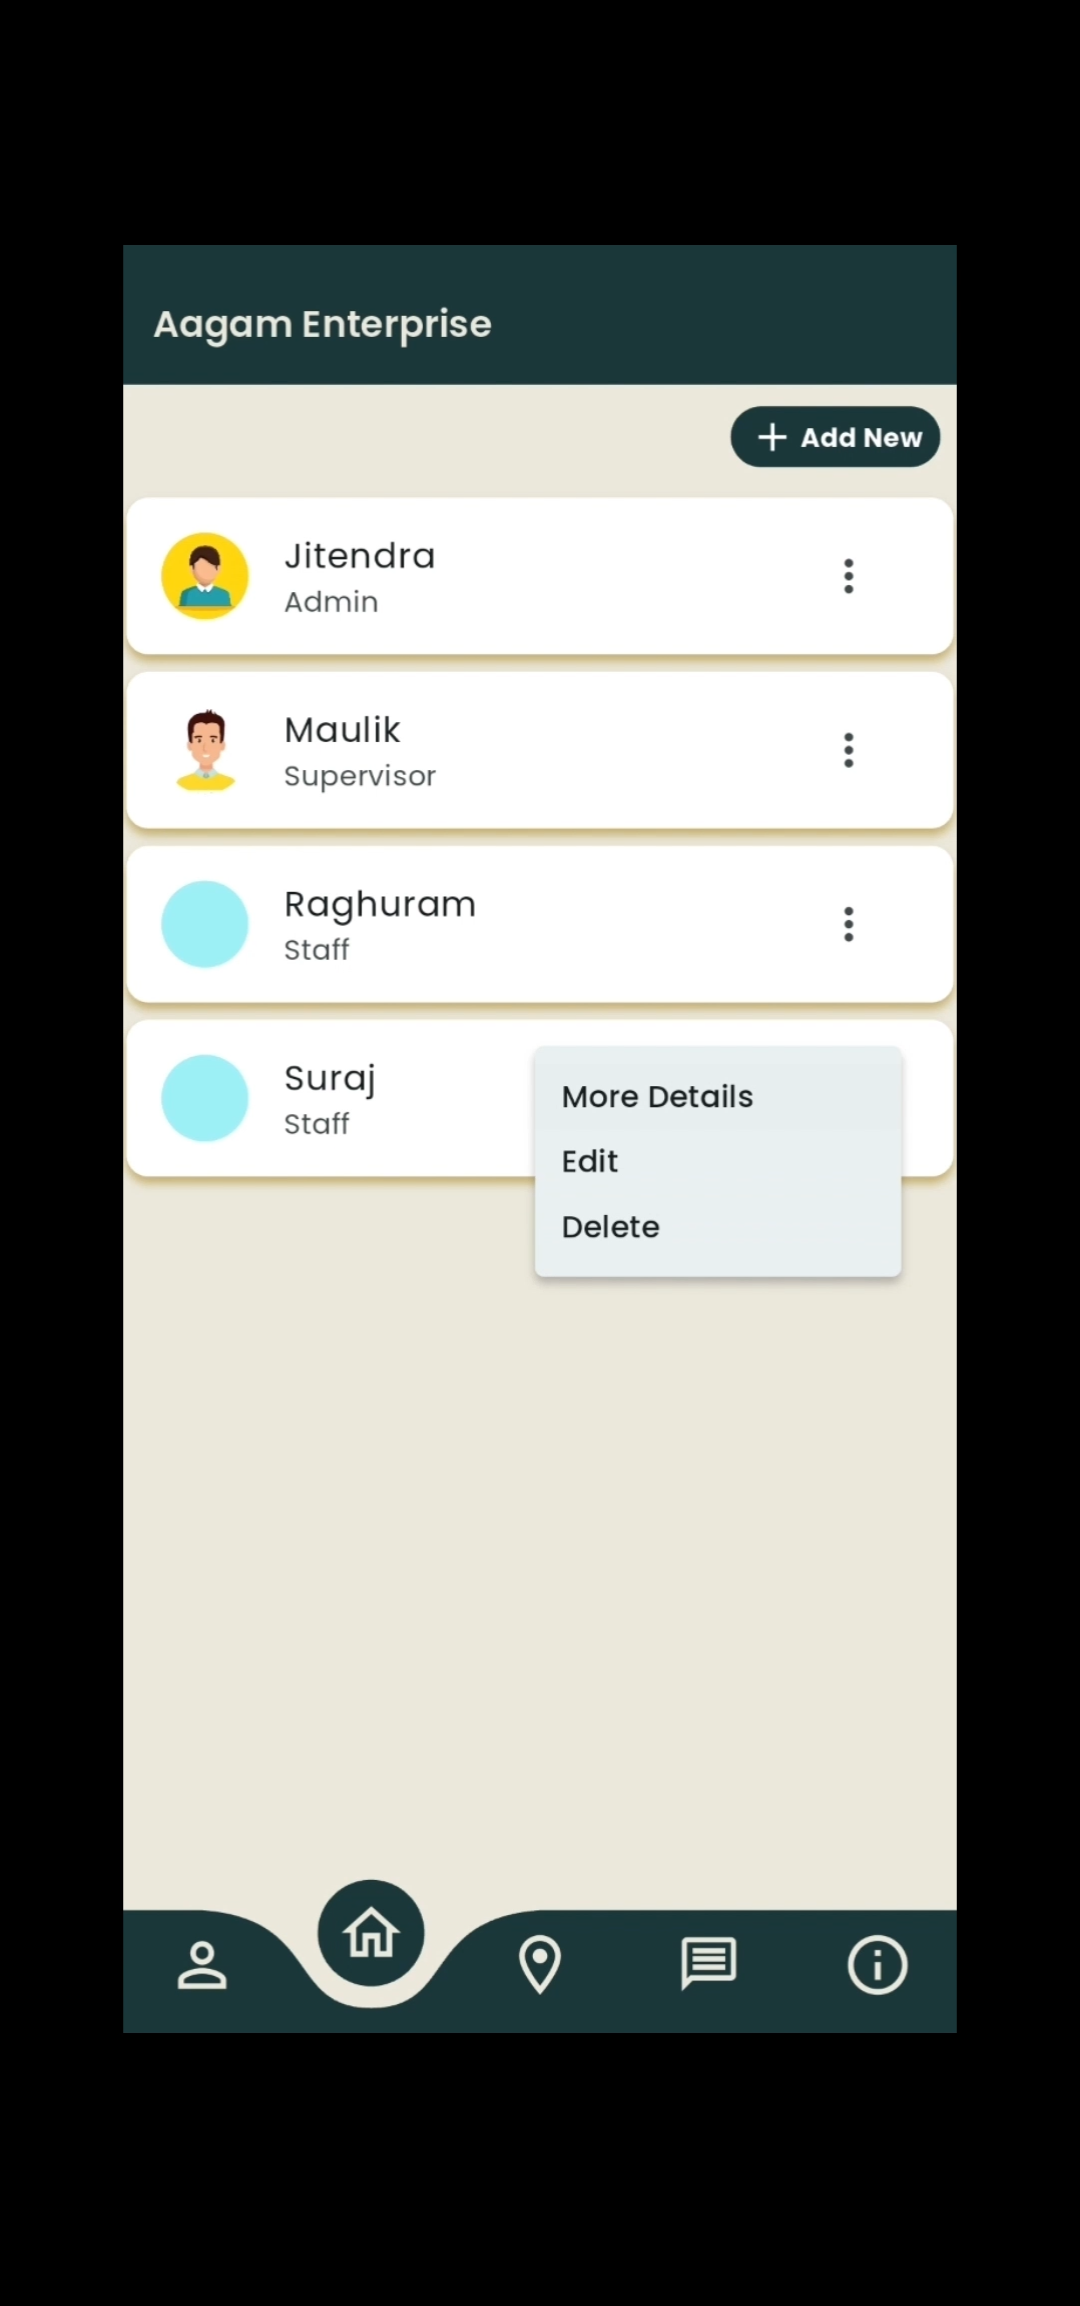 Aagam Enterprise
+ Add New
Jitendra
Admin
Maulik
Supervisor
Raghuram
Staff
Suraj
Staff
More Details
Edit
Delete